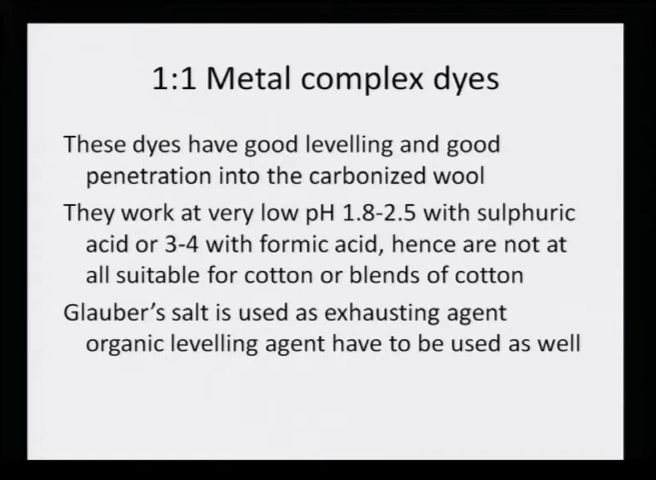 1:1 Metal complex dyes
These dyes have good levelling and good
penetration into the carbonized wool
They work at very low pH 1.8-2.5 with sulphuric
acid or 3-4 with formic acid, hence are not at
all suitable for cotton or blends of cotton
Glauber’s salt is used as exhausting agent
organic levelling agent have to be used as well